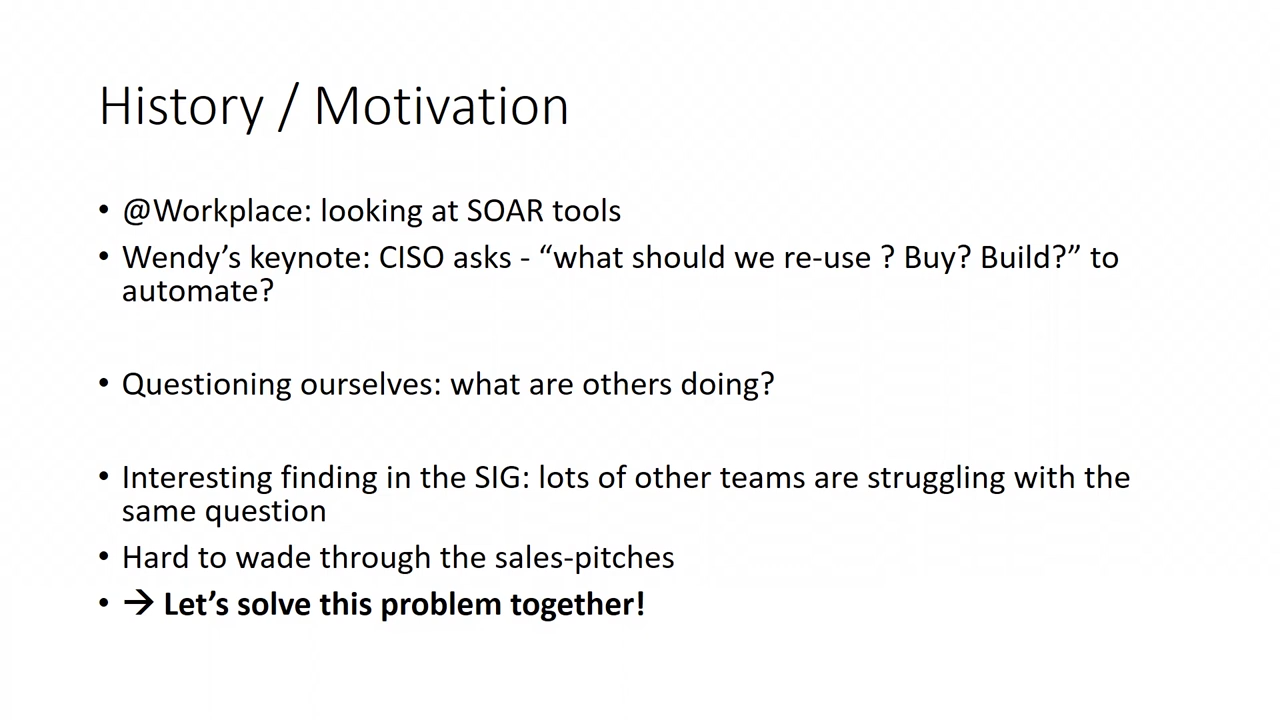 History / Motivation
• @Workplace: looking at SOAR tools
• Wendy’s keynote: CISO asks - “what should we re-use ? Buy? Build?” to
automate?
• Questioning ourselves: what are others doing?
• Interesting finding in the SIG: lots of other teams are struggling with the
same question
• Hard to wade through the sales-pitches
• → Let’s solve this problem together!